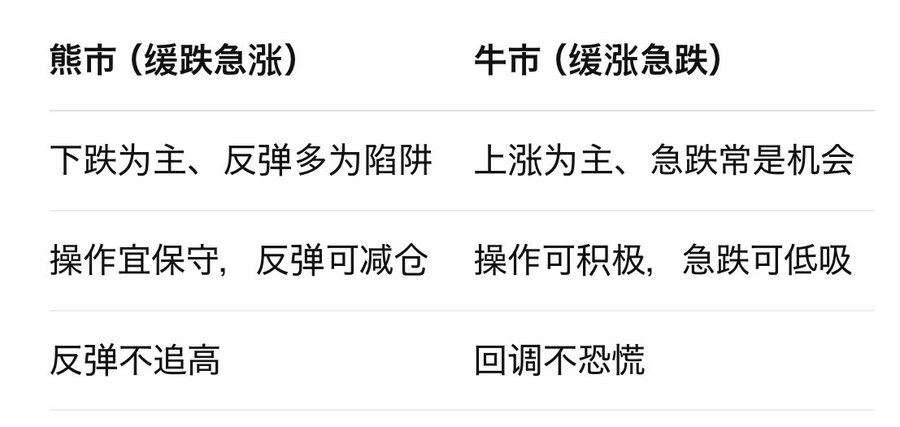 熊市（缓跌急涨） 牛市（缓涨急跌）
下跌为主、反弹多为陷阱 上涨为主、急跌常是机会
操作宜保守，反弹可减仓 操作可积极，急跌可低吸
反弹不追高 回调不恐慌